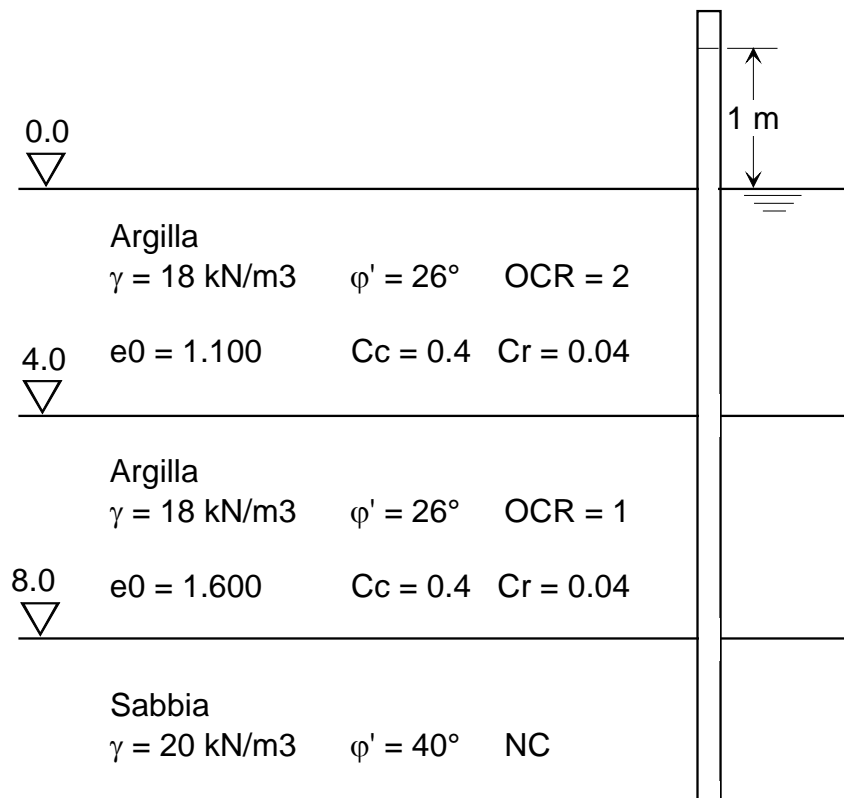 1 m
0.0
Argilla
γ = 18 kN/m3 φ' = 26° OCR = 2
e0 = 1.100 Cc = 0.4 Cr = 0.04
4.0
Argilla
γ = 18 kN/m3 φ' = 26° OCR = 1
8.0
e0 = 1.600 Cc = 0.4 Cr = 0.04
Sabbia
γ = 20 kN/m3 φ' = 40° NC